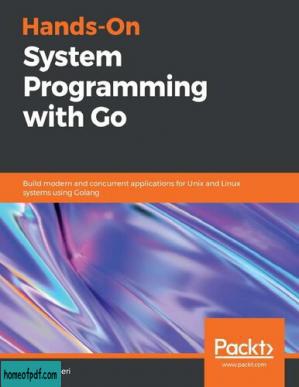 Hands-On
System
Programming
with Go
Build modern and concurrent applications for Unix and Linux
systems using Golang
Packt>
www.packt.com
homeofpdf.com